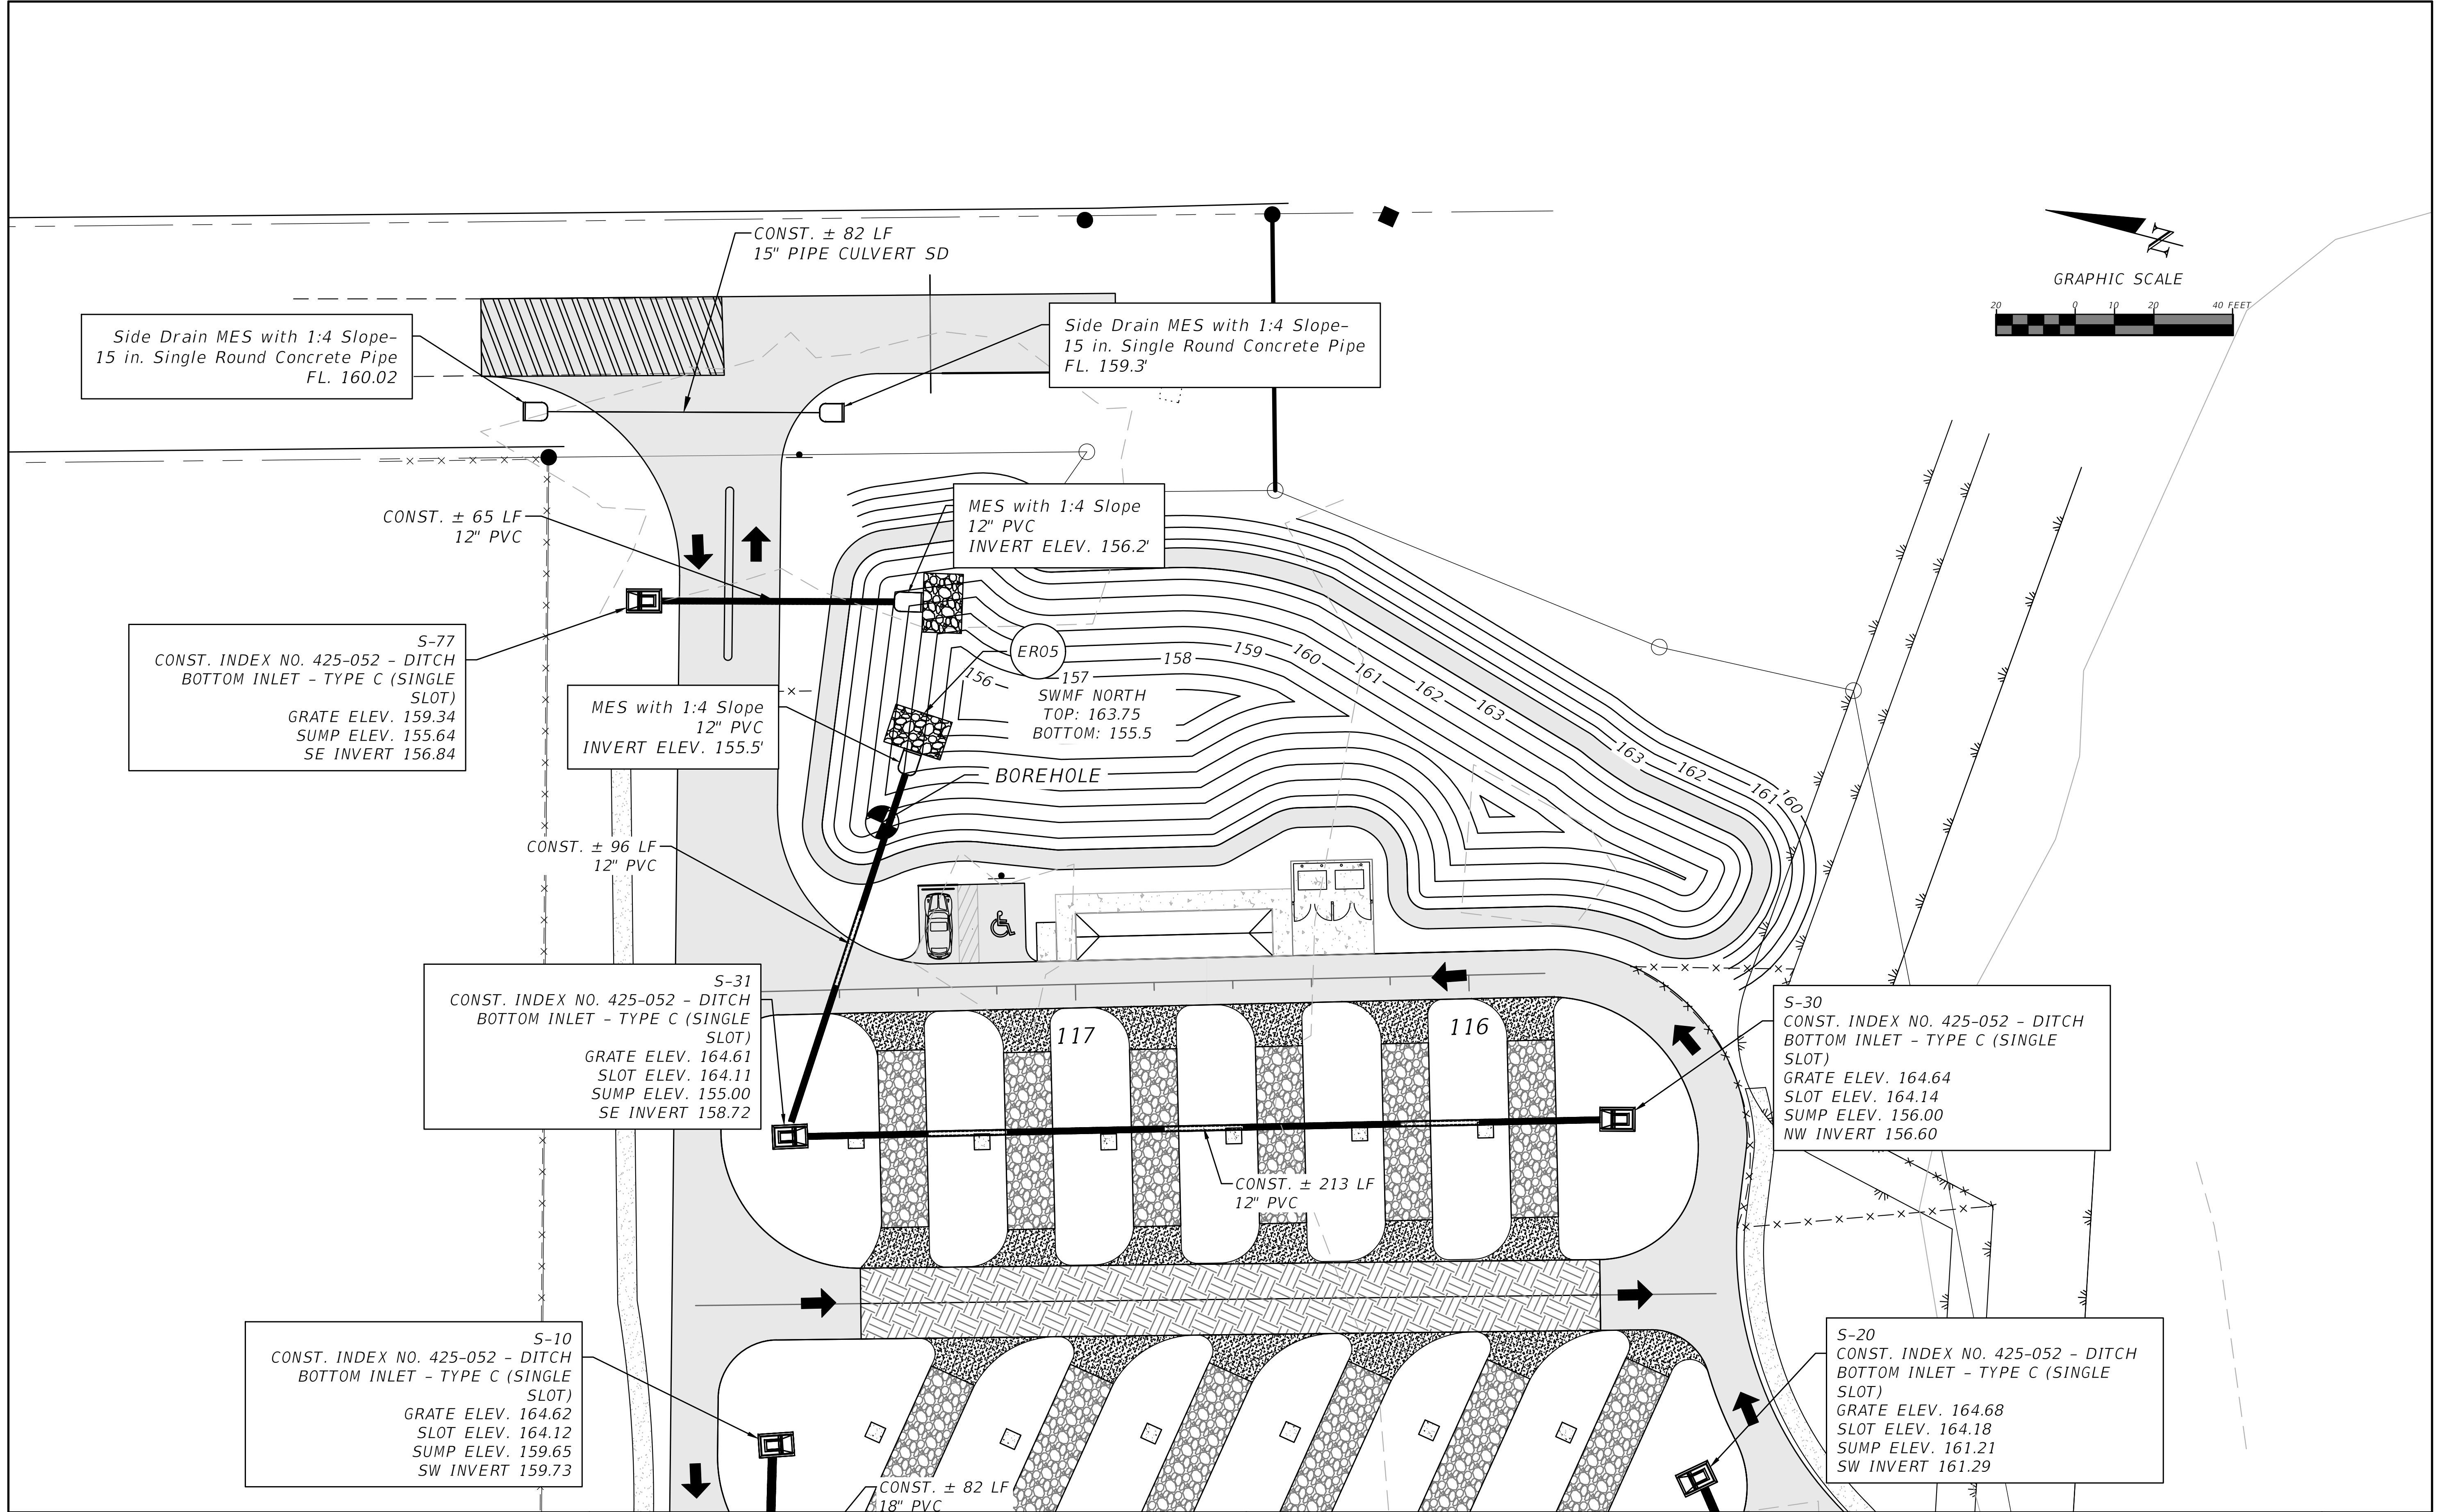 CONST. ± 82 LF
15" PIPE CULVERT SD
N
GRAPHIC SCALE
20 0 10 20 40 FEET
Side Drain MES with 1:4 Slope–
15 in. Single Round Concrete Pipe
FL. 160.02
Side Drain MES with 1:4 Slope–
15 in. Single Round Concrete Pipe
FL. 159.3'
CONST. ± 65 LF
12" PVC
MES with 1:4 Slope
12" PVC
INVERT ELEV. 156.2'
S–77
CONST. INDEX NO. 425–052 – DITCH
BOTTOM INLET – TYPE C (SINGLE
SLOT)
GRATE ELEV. 159.34
SUMP ELEV. 155.64
SE INVERT 156.84
ER05
156
157
158
159
160
161
162
163
SWMF NORTH
TOP: 163.75
BOTTOM: 155.5
163
162
161
160
MES with 1:4 Slope
12" PVC
INVERT ELEV. 155.5'
BOREHOLE
CONST. ± 96 LF
12" PVC
S–31
CONST. INDEX NO. 425–052 – DITCH
BOTTOM INLET – TYPE C (SINGLE
SLOT)
GRATE ELEV. 164.61
SLOT ELEV. 164.11
SUMP ELEV. 155.00
SE INVERT 158.72
117
116
S–30
CONST. INDEX NO. 425–052 – DITCH
BOTTOM INLET – TYPE C (SINGLE
SLOT)
GRATE ELEV. 164.64
SLOT ELEV. 164.14
SUMP ELEV. 156.00
NW INVERT 156.60
CONST. ± 213 LF
12" PVC
S–10
CONST. INDEX NO. 425–052 – DITCH
BOTTOM INLET – TYPE C (SINGLE
SLOT)
GRATE ELEV. 164.62
SLOT ELEV. 164.12
SUMP ELEV. 159.65
SW INVERT 159.73
S–20
CONST. INDEX NO. 425–052 – DITCH
BOTTOM INLET – TYPE C (SINGLE
SLOT)
GRATE ELEV. 164.68
SLOT ELEV. 164.18
SUMP ELEV. 161.21
SW INVERT 161.29
CONST. ± 82 LF
18" PVC